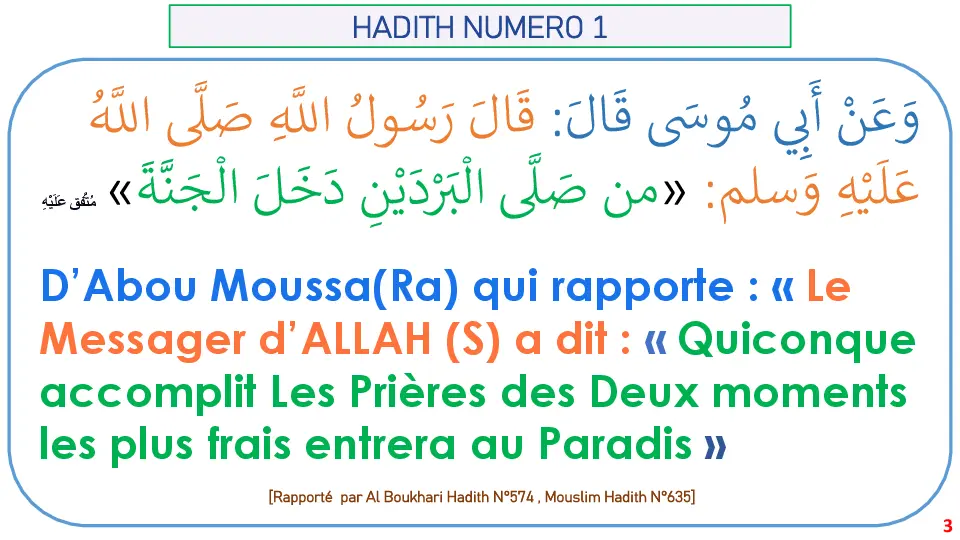 HADITH NUMERO 1
وَعَنْ أَبِي مُوسَى قَالَ: قَالَ رَسُولُ اللَّهِ صَلَّى اللَّهُ
عَلَيْهِ وَسلم: «من صَلَّى الْبَرْدَيْنِ دَخَلَ الْجَنَّةَ» مُتَّفق عَلَيْهِ
D’Abou Moussa(Ra) qui rapporte : « Le
Messager d’ALLAH (S) a dit : « Quiconque
accomplit Les Prières des Deux moments
les plus frais entrera au Paradis »
[Rapporté par Al Boukhari Hadith N°574 , Mouslim Hadith N°635]
3